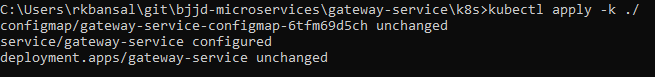 C:\Users\rkbansal\git\bjjd-microservices\gateway-service\k8s>kubectl apply -k ./
configmap/gateway-service-configmap-6tfm69d5ch unchanged
service/gateway-service configured
deployment.apps/gateway-service unchanged